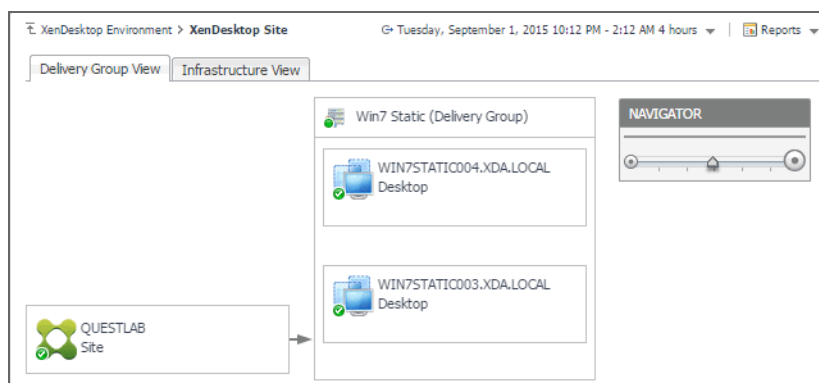 XenDesktop Environment > XenDesktop Site
Tuesday, September 1, 2015 10:12 PM - 2:12 AM 4 hours
Reports
Delivery Group View
Infrastructure View
Win7 Static (Delivery Group)
NAVIGATOR
WIN7STATIC004.XDA.LOCAL
Desktop
WIN7STATIC003.XDA.LOCAL
Desktop
QUESTLAB
Site